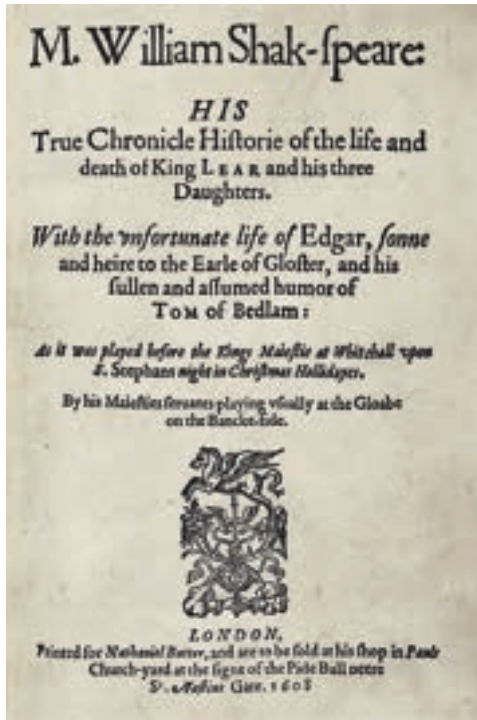 M. William Shak-ſpeare:
HIS
True Chronicle Hiſtorie of the life and
death of King LEAR and his three
Daughters.
With the vnfortunate life of Edgar, ſonne
and heire to the Earle of Gloſter, and his
ſullen and aſſumed humor of
TOM of Bedlam:
As it was played before the Kings Maieſtie at Whitehall vpon
S. Stephans night in Chriſtmas Hollidayes.
By his Maieſties ſeruants playing vſually at the Gloabe
on the Bancke-ſide.
LONDON,
Printed for Nathaniel Butter, and are to be ſold at his ſhop in Pauls
Church-yard at the ſigne of the Pide Bull neere
St. Auſtins Gate. 1608